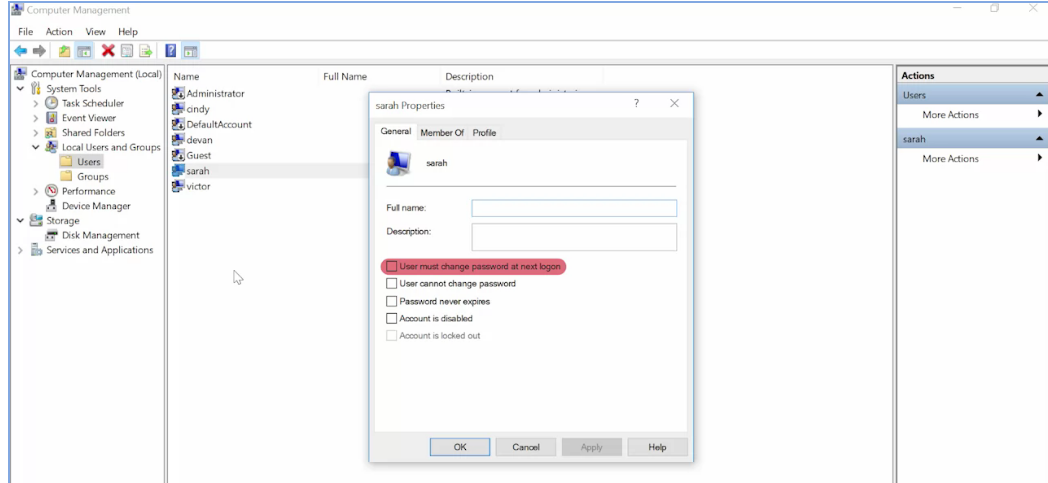 Computer Management
File Action View Help
Computer Management (Local)
System Tools
Task Scheduler
Event Viewer
Shared Folders
Local Users and Groups
Users
Groups
Performance
Device Manager
Storage
Disk Management
Services and Applications
Name Full Name Description
Administrator
cindy
DefaultAccount
devan
Guest
sarah
victor
sarah Properties
General Member Of Profile
sarah
Full name:
Description:
User must change password at next logon
User cannot change password
Password never expires
Account is disabled
Account is locked out
OK Cancel Apply Help
Actions
Users
More Actions
sarah
More Actions